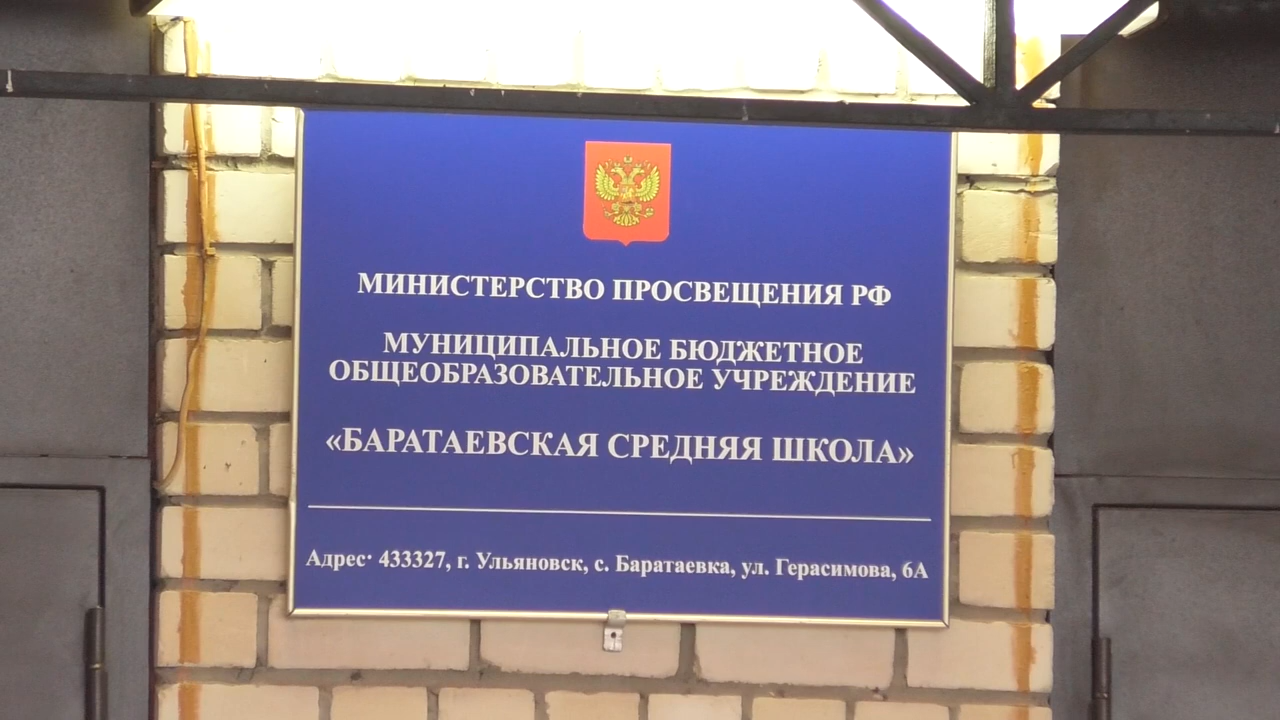 МИНИСТЕРСТВО ПРОСВЕЩЕНИЯ РФ
МУНИЦИПАЛЬНОЕ БЮДЖЕТНОЕ
ОБЩЕОБРАЗОВАТЕЛЬНОЕ УЧРЕЖДЕНИЕ
«БАРАТАЕВСКАЯ СРЕДНЯЯ ШКОЛА»
Адрес· 433327, г. Ульяновск, с. Баратаевка, ул. Герасимова, 6А